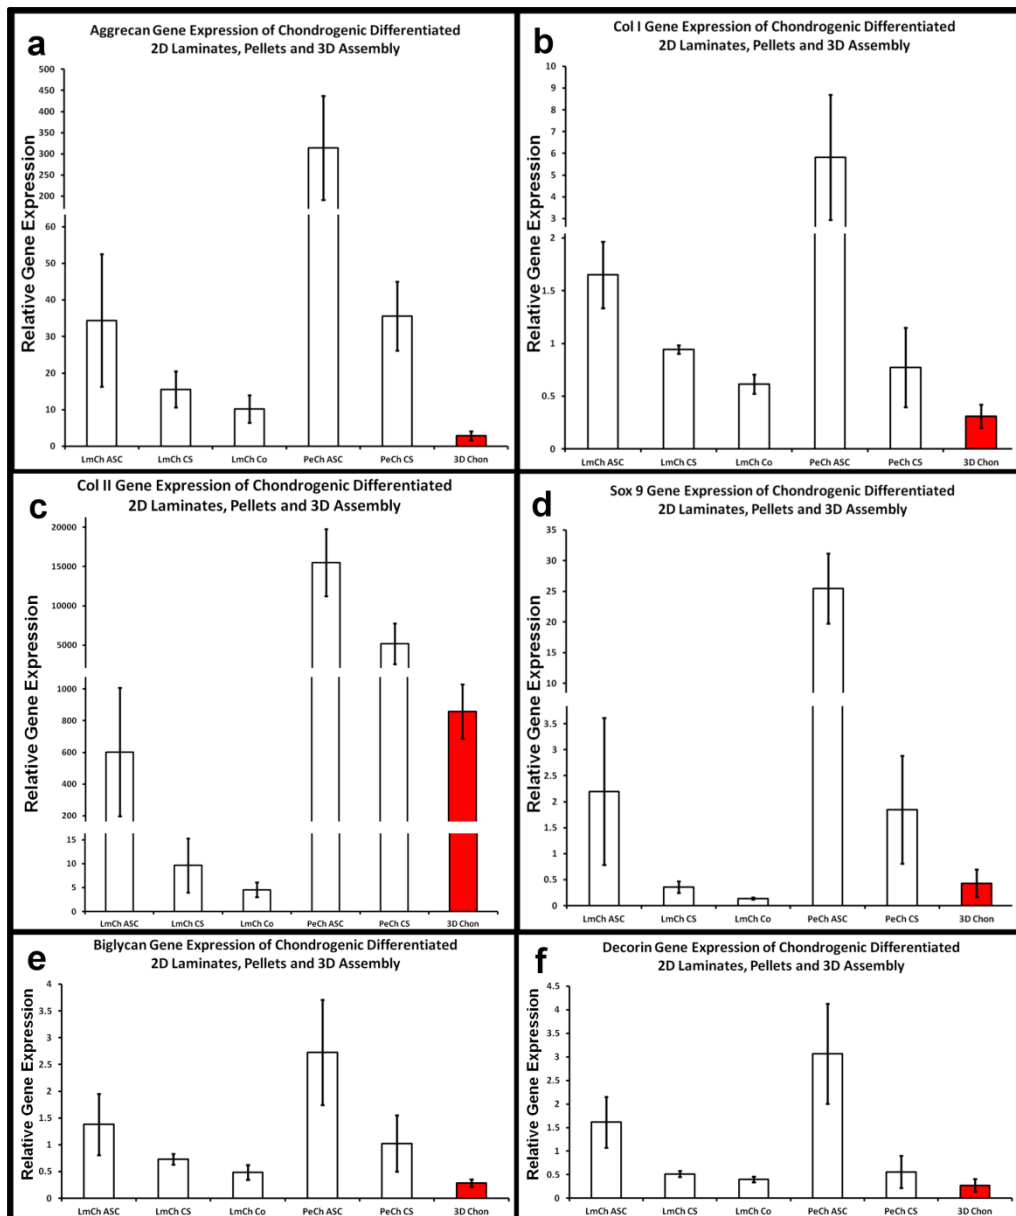 a
Aggrecan Gene Expression of Chondrogenic Differentiated
2D Laminates, Pellets and 3D Assembly
Relative Gene Expression
500
450
400
350
300
250
200
60
50
40
30
20
10
0
LmCh ASC LmCh CS LmCh Co PeCh ASC PeCh CS 3D Chon
b
Col I Gene Expression of Chondrogenic Differentiated
2D Laminates, Pellets and 3D Assembly
Relative Gene Expression
10
9
8
7
6
5
4
3
2
1.5
1
0.5
0
LmCh ASC LmCh CS LmCh Co PeCh ASC PeCh CS 3D Chon
c
Col II Gene Expression of Chondrogenic Differentiated
2D Laminates, Pellets and 3D Assembly
Relative Gene Expression
20000
15000
10000
5000
1000
800
600
400
200
15
10
5
0
LmCh ASC LmCh CS LmCh Co PeCh ASC PeCh CS 3D Chon
d
Sox 9 Gene Expression of Chondrogenic Differentiated
2D Laminates, Pellets and 3D Assembly
Relative Gene Expression
35
30
25
20
15
10
3.5
3
2.5
2
1.5
1
0.5
0
LmCh ASC LmCh CS LmCh Co PeCh ASC PeCh CS 3D Chon
e
Biglycan Gene Expression of Chondrogenic Differentiated
2D Laminates, Pellets and 3D Assembly
Relative Gene Expression
4
3.5
3
2.5
2
1.5
1
0.5
0
LmCh ASC LmCh CS LmCh Co PeCh ASC PeCh CS 3D Chon
f
Decorin Gene Expression of Chondrogenic Differentiated
2D Laminates, Pellets and 3D Assembly
Relative Gene Expression
4.5
4
3.5
3
2.5
2
1.5
1
0.5
0
LmCh ASC LmCh CS LmCh Co PeCh ASC PeCh CS 3D Chon